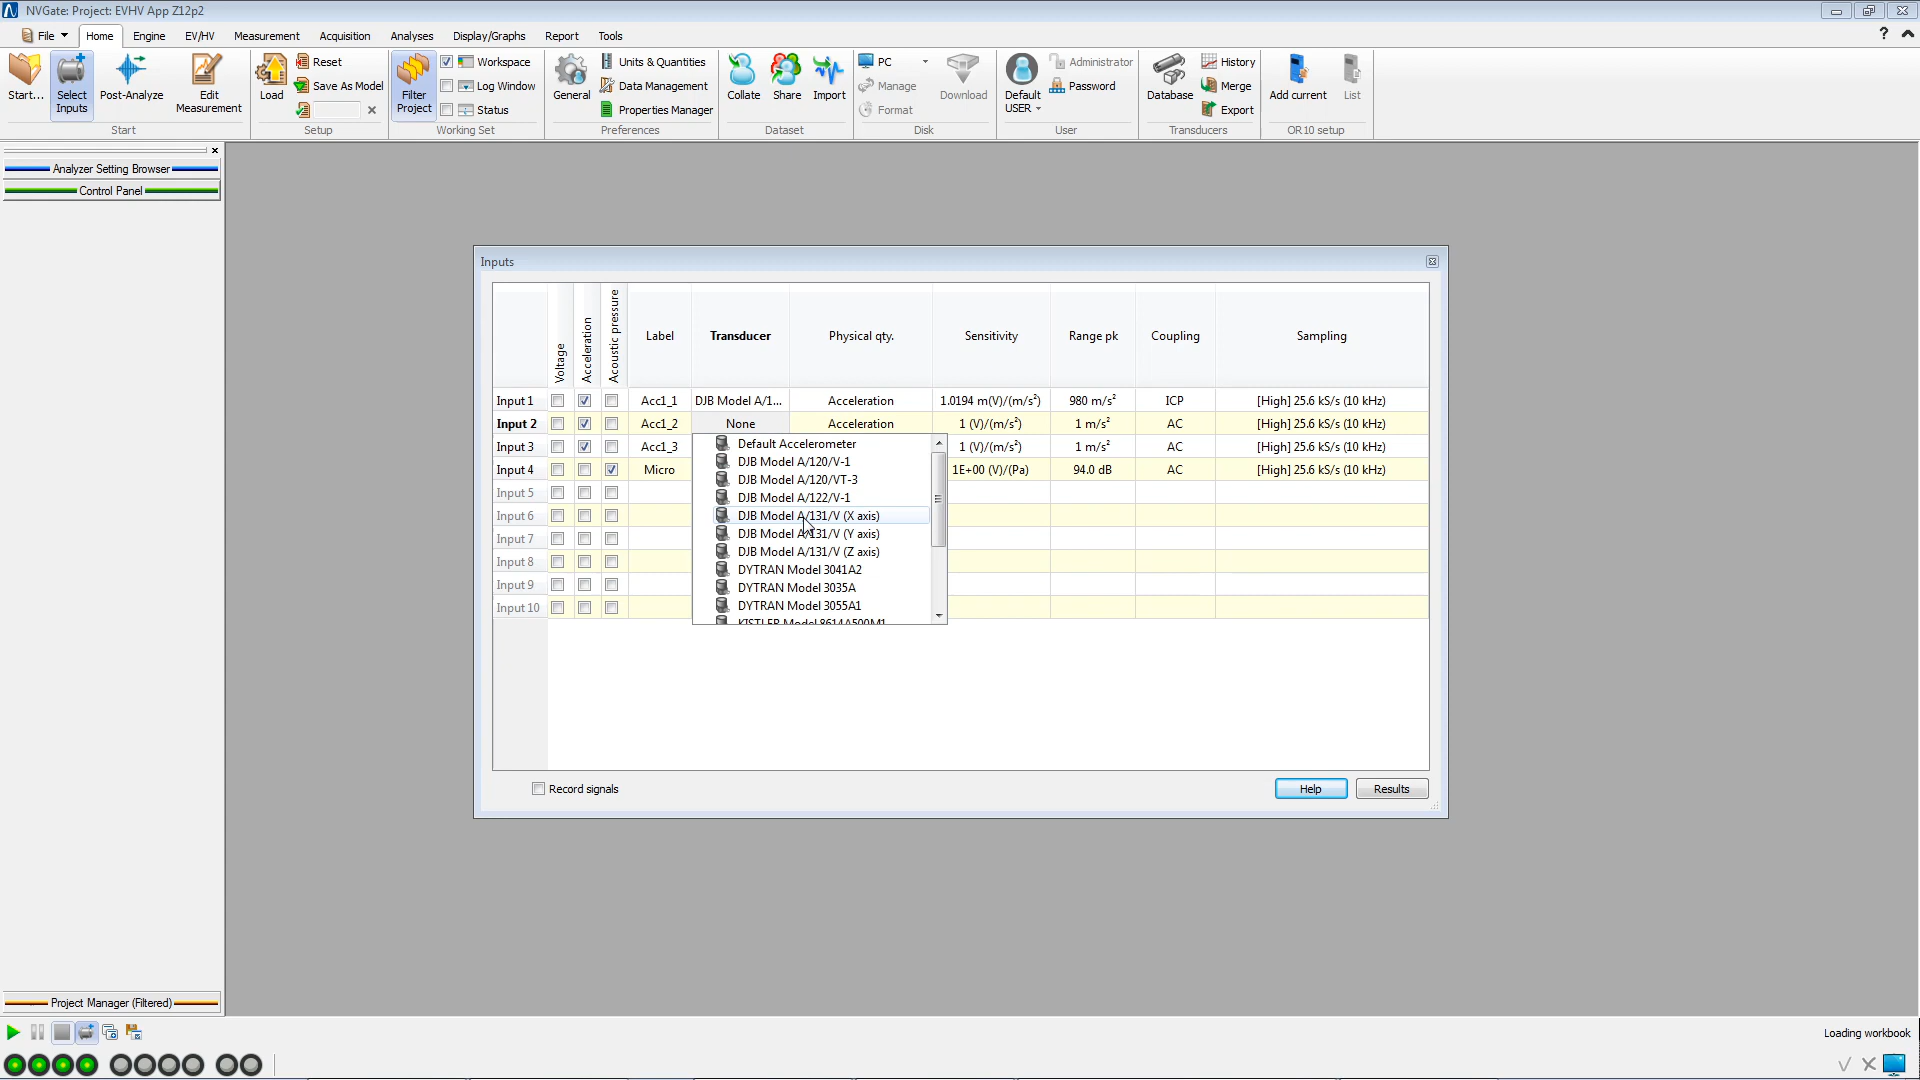 NVGate: Project: EVHV App Z12p2
File Home Engine EV/HV Measurement Acquisition Analyses Display/Graphs Report Tools ?
Start... Select Inputs Post-Analyze Edit Measurement
Start
Load Reset
Save As Model
Setup
Filter Project Workspace
Log Window
Status
Working Set
General Units & Quantities
Data Management
Properties Manager
Preferences
Collate Share Import
Dataset
PC
Manage
Format
Download
Disk
Default USER Administrator
Password
User
Database History
Merge
Export
Transducers
Add current List
OR10 setup
Analyzer Setting Browser
Control Panel
Inputs
Voltage Acceleration Acoustic pressure Label Transducer Physical qty. Sensitivity Range pk Coupling Sampling
Input 1 Acc1_1 DJB Model A/1... Acceleration 1.0194 m(V)/(m/s²) 980 m/s² ICP [High] 25.6 kS/s (10 kHz)
Input 2 Acc1_2 None Acceleration 1 (V)/(m/s²) 1 m/s² AC [High] 25.6 kS/s (10 kHz)
Input 3 Acc1_3 1 (V)/(m/s²) 1 m/s² AC [High] 25.6 kS/s (10 kHz)
Input 4 Micro 1E+00 (V)/(Pa) 94.0 dB AC [High] 25.6 kS/s (10 kHz)
Input 5
Input 6
Input 7
Input 8
Input 9
Input 10
Default Accelerometer
DJB Model A/120/V-1
DJB Model A/120/VT-3
DJB Model A/122/V-1
DJB Model A/131/V (X axis)
DJB Model A/131/V (Y axis)
DJB Model A/131/V (Z axis)
DYTRAN Model 3041A2
DYTRAN Model 3035A
DYTRAN Model 3055A1
KISTLER Model 8614A500M1
Record signals Help Results
Project Manager (Filtered)
Loading workbook